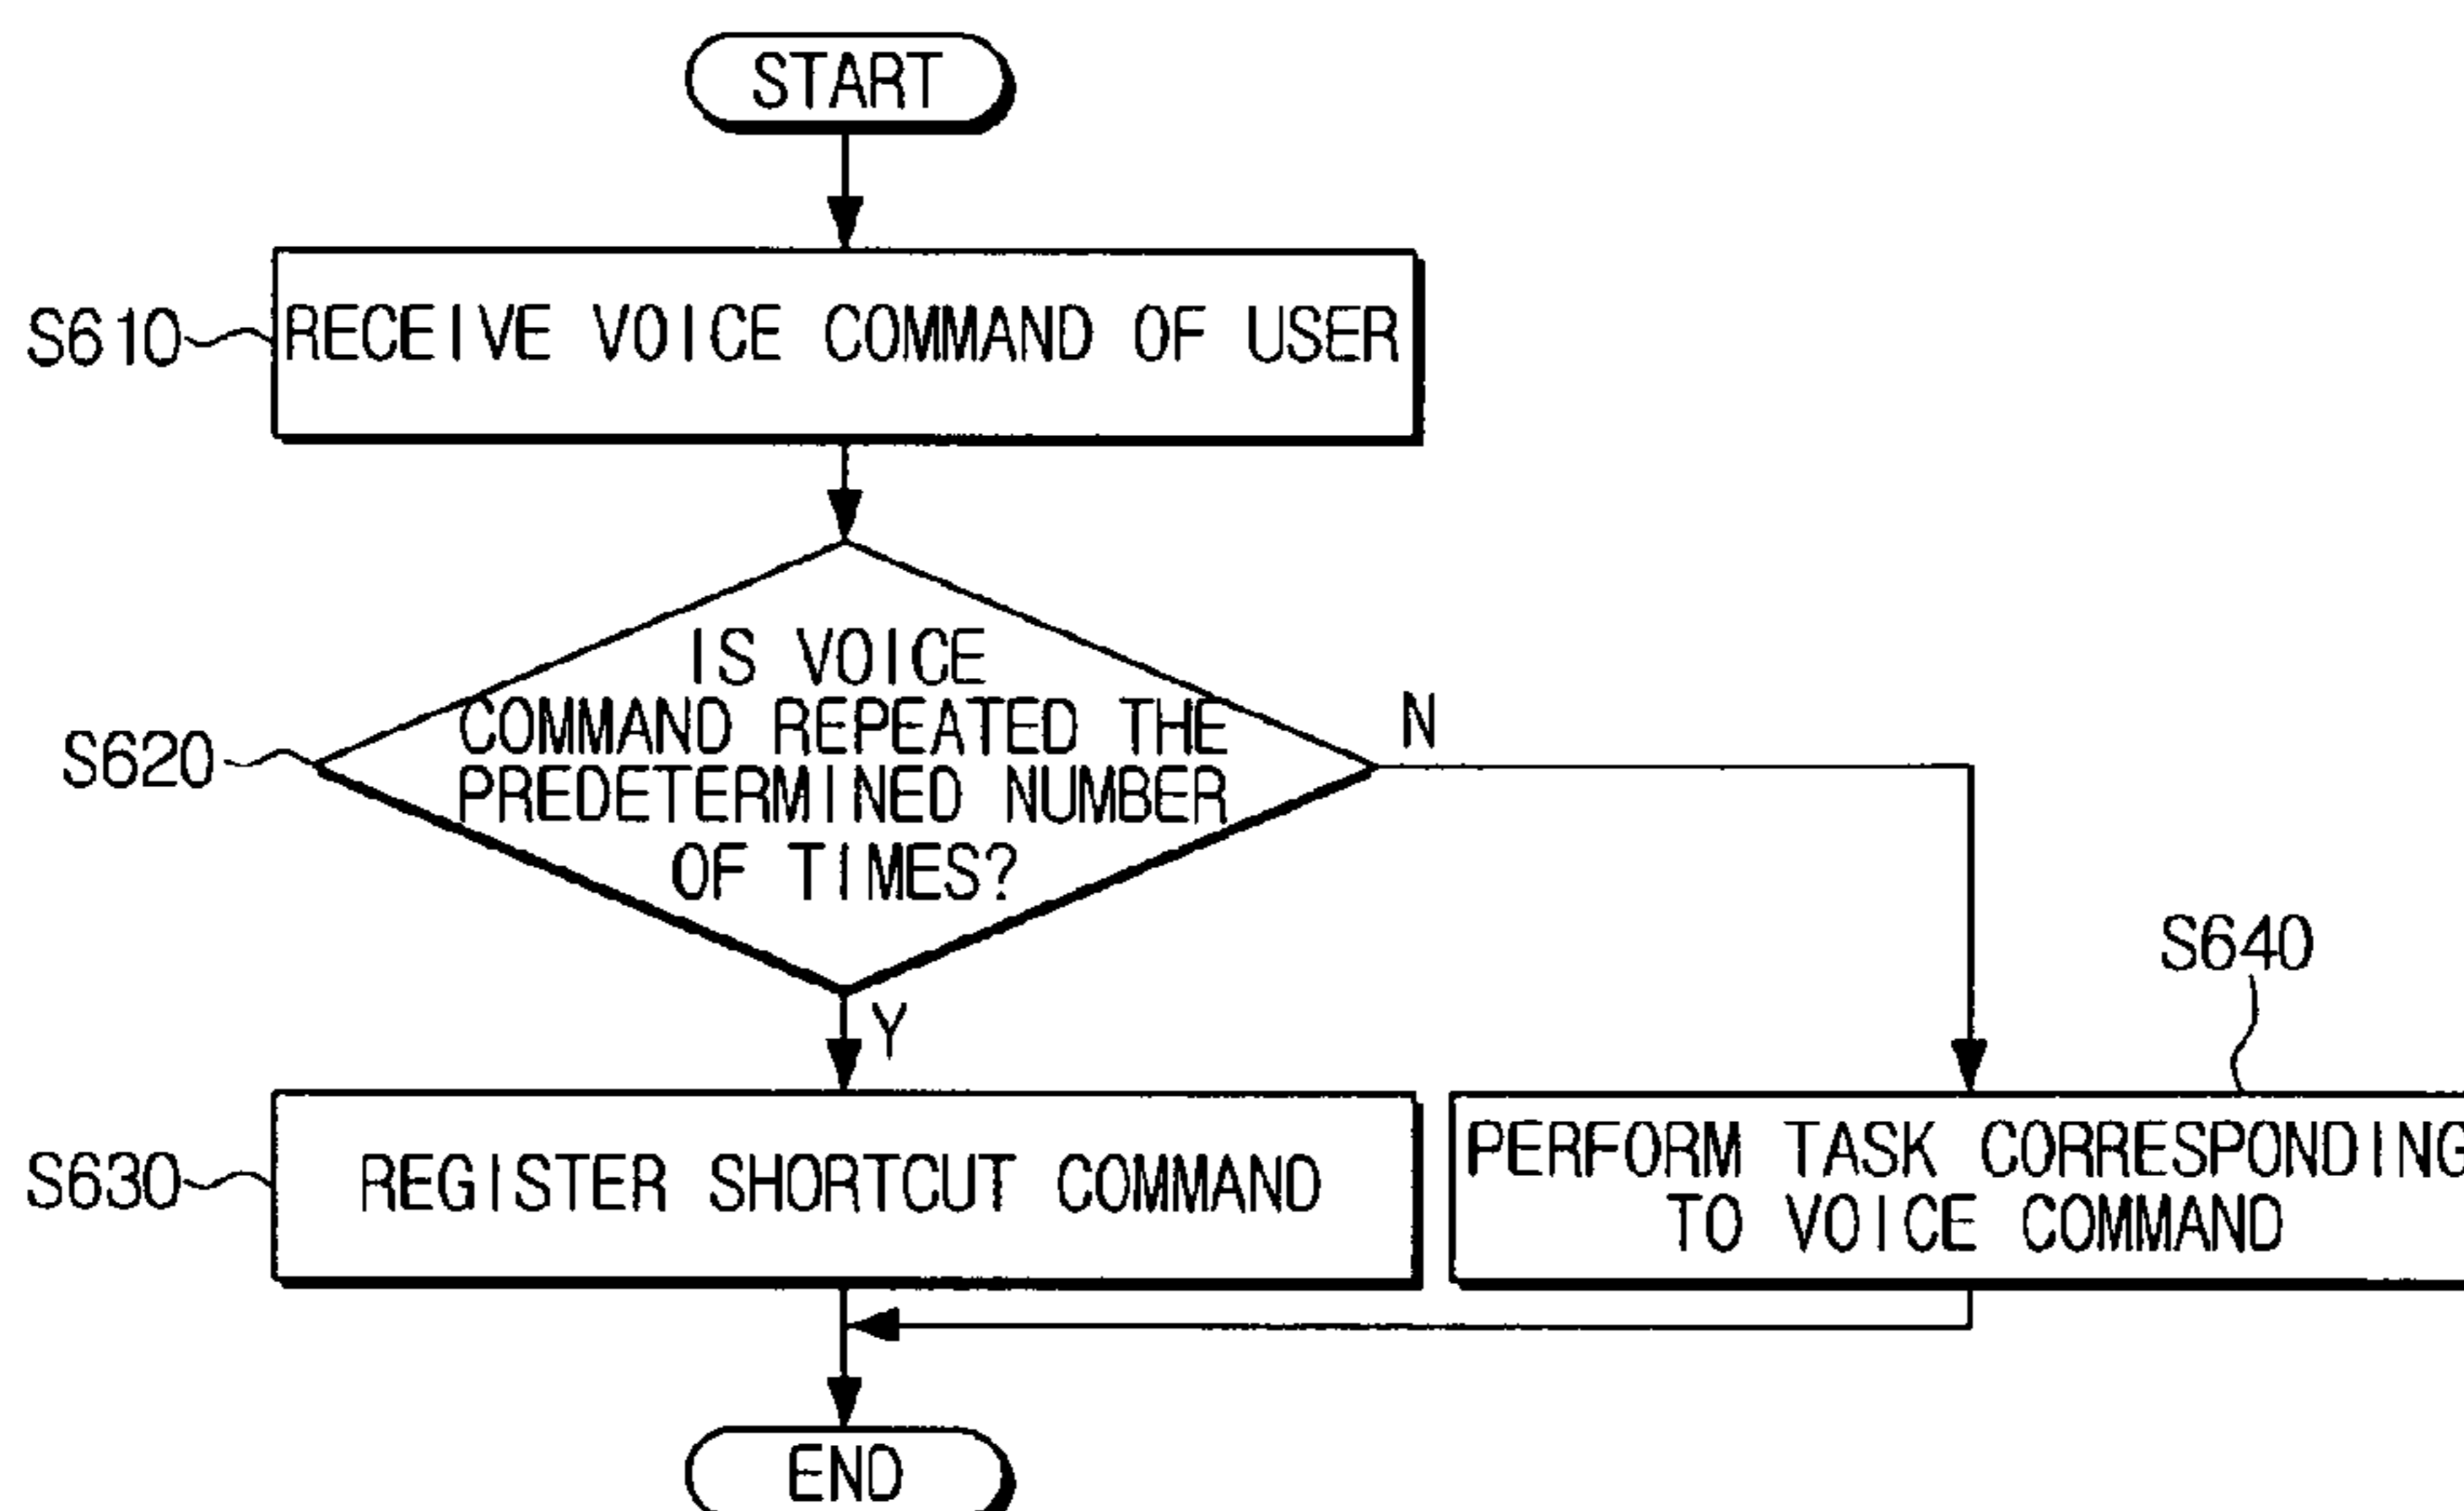 START
S610
RECEIVE VOICE COMMAND OF USER
IS VOICE
COMMAND REPEATED THE
PREDETERMINED NUMBER
OF TIMES?
S620
N
Y
S640
S630
REGISTER SHORTCUT COMMAND
PERFORM TASK CORRESPONDING
TO VOICE COMMAND
END